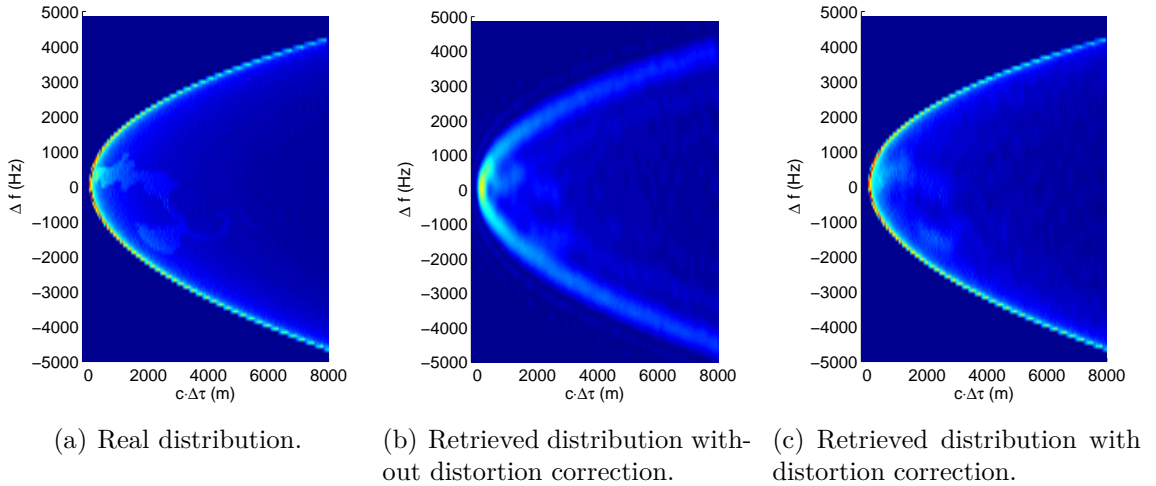 5000
4000
3000
2000
1000
0
−1000
−2000
−3000
−4000
−5000
Δ f (Hz)
0 2000 4000 6000 8000
c·Δτ (m)
5000
4000
3000
2000
1000
0
−1000
−2000
−3000
−4000
−5000
Δ f (Hz)
0 2000 4000 6000 8000
c·Δτ (m)
5000
4000
3000
2000
1000
0
−1000
−2000
−3000
−4000
−5000
Δ f (Hz)
0 2000 4000 6000 8000
c·Δτ (m)
(a) Real distribution.
(b) Retrieved distribution with-
out distortion correction.
(c) Retrieved distribution with
distortion correction.